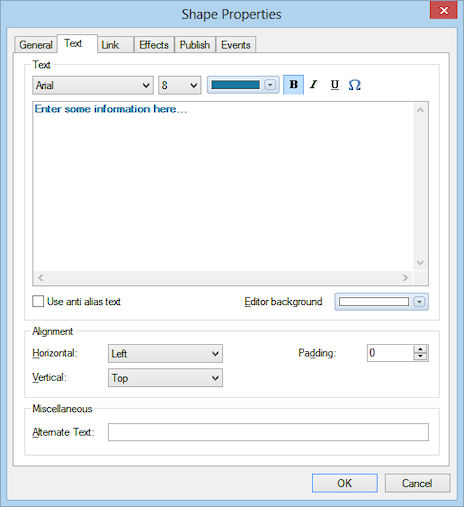 Shape Properties
General Text Link Effects Publish Events
Text
Arial 8 B I U Ω
Enter some information here...
Use anti alias text Editor background
Alignment
Horizontal: Left Padding: 0
Vertical: Top
Miscellaneous
Alternate Text:
OK Cancel